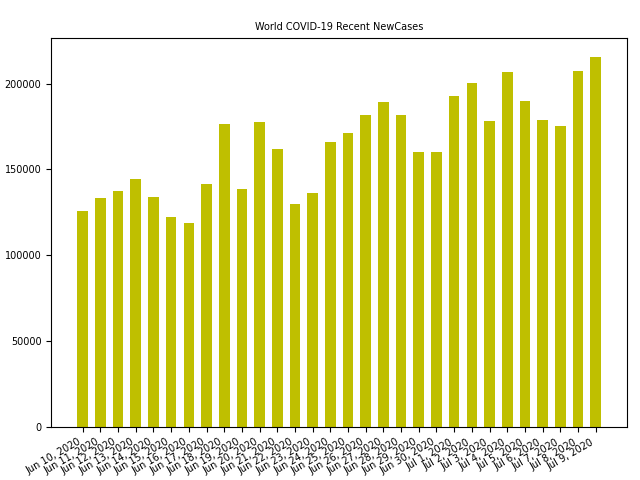 World COVID-19 Recent NewCases
200000
150000
100000
50000
0
Jun 10, 2020
Jun 11, 2020
Jun 12, 2020
Jun 13, 2020
Jun 14, 2020
Jun 15, 2020
Jun 16, 2020
Jun 17, 2020
Jun 18, 2020
Jun 19, 2020
Jun 20, 2020
Jun 21, 2020
Jun 22, 2020
Jun 23, 2020
Jun 24, 2020
Jun 25, 2020
Jun 26, 2020
Jun 27, 2020
Jun 28, 2020
Jun 29, 2020
Jun 30, 2020
Jul 1, 2020
Jul 2, 2020
Jul 3, 2020
Jul 4, 2020
Jul 5, 2020
Jul 6, 2020
Jul 7, 2020
Jul 8, 2020
Jul 9, 2020